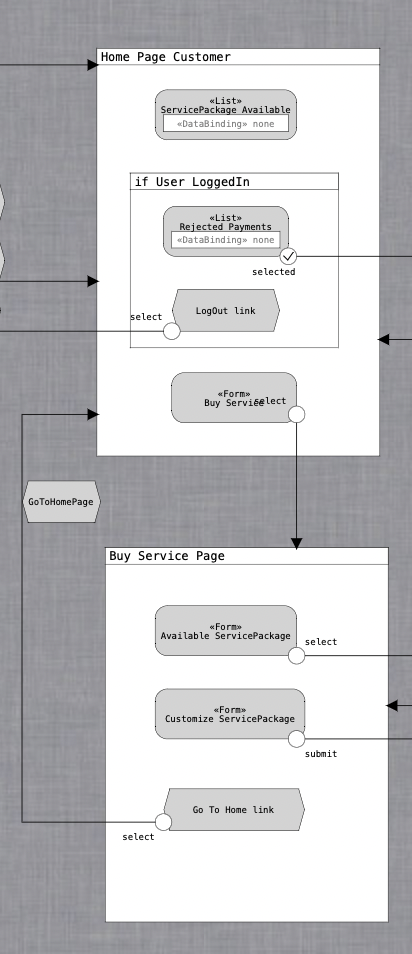 Home Page Customer
«List»
ServicePackage Available
«DataBinding» none
if User LoggedIn
«List»
Rejected Payments
«DataBinding» none
selected
select
LogOut link
«Form»
Buy Service
select
GoToHomePage
Buy Service Page
«Form»
Available ServicePackage
select
«Form»
Customize ServicePackage
submit
Go To Home link
select